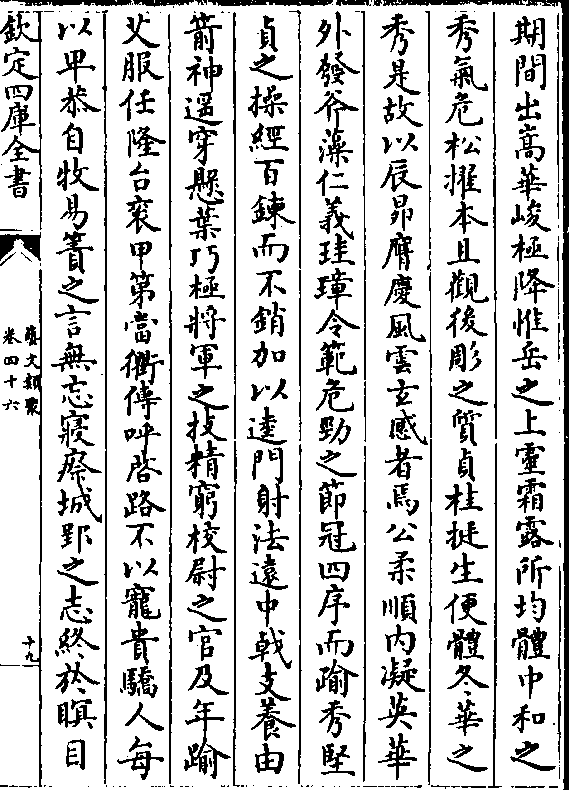 期間出高華峻極降惟岳之上靈霜露所均體中和之
秀氣危松擢本且觀後彫之質貞桂挺生便體冬華之
秀是故以辰昴膺慶風雲玄感者焉公柔順内凝英華
外發斧藻仁義珪璋令範危勁之節冠四序而踰秀堅
貞之操經百鍊而不銷加以逵門射法遠中㦸支養由
箭神遥穿懸葉巧極將軍之技精窮校尉之官及年踰
艾服任隆台衮甲第當衢傳呼啓路不以寵貴驕人每
以卑恭自牧易簀之言無忘寢瘵城郢之志終於瞑目
欽定四庫全書
藝文類聚
卷四十六
十九